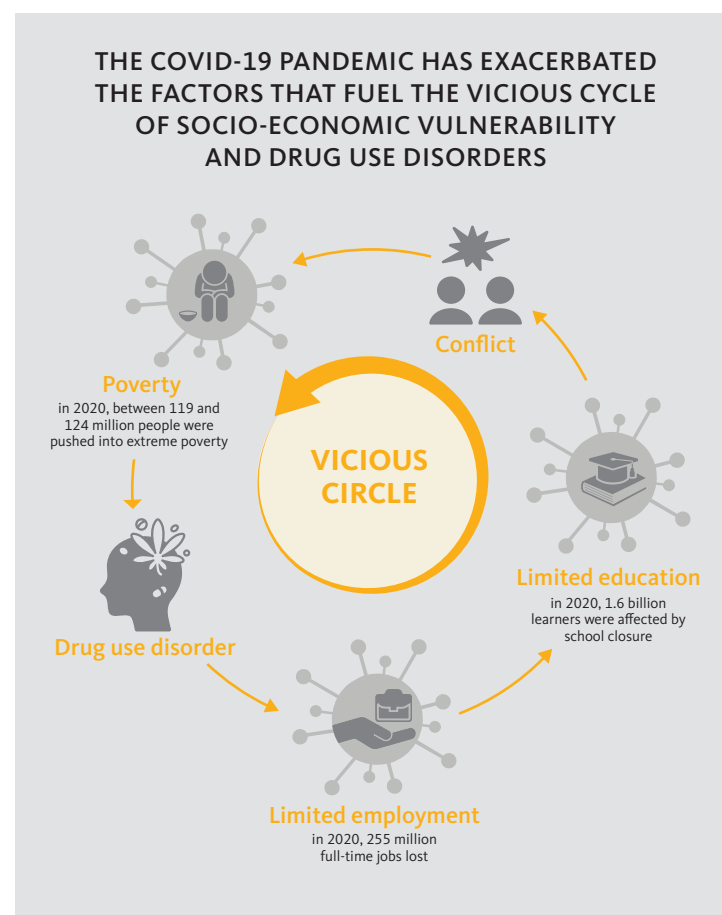 THE COVID-19 PANDEMIC HAS EXACERBATED
THE FACTORS THAT FUEL THE VICIOUS CYCLE
OF SOCIO-ECONOMIC VULNERABILITY
AND DRUG USE DISORDERS
Conflict
Poverty
in 2020, between 119 and
124 million people were
pushed into extreme poverty
VICIOUS
CIRCLE
Limited education
in 2020, 1.6 billion
learners were affected by
school closure
Drug use disorder
Limited employment
in 2020, 255 million
full-time jobs lost